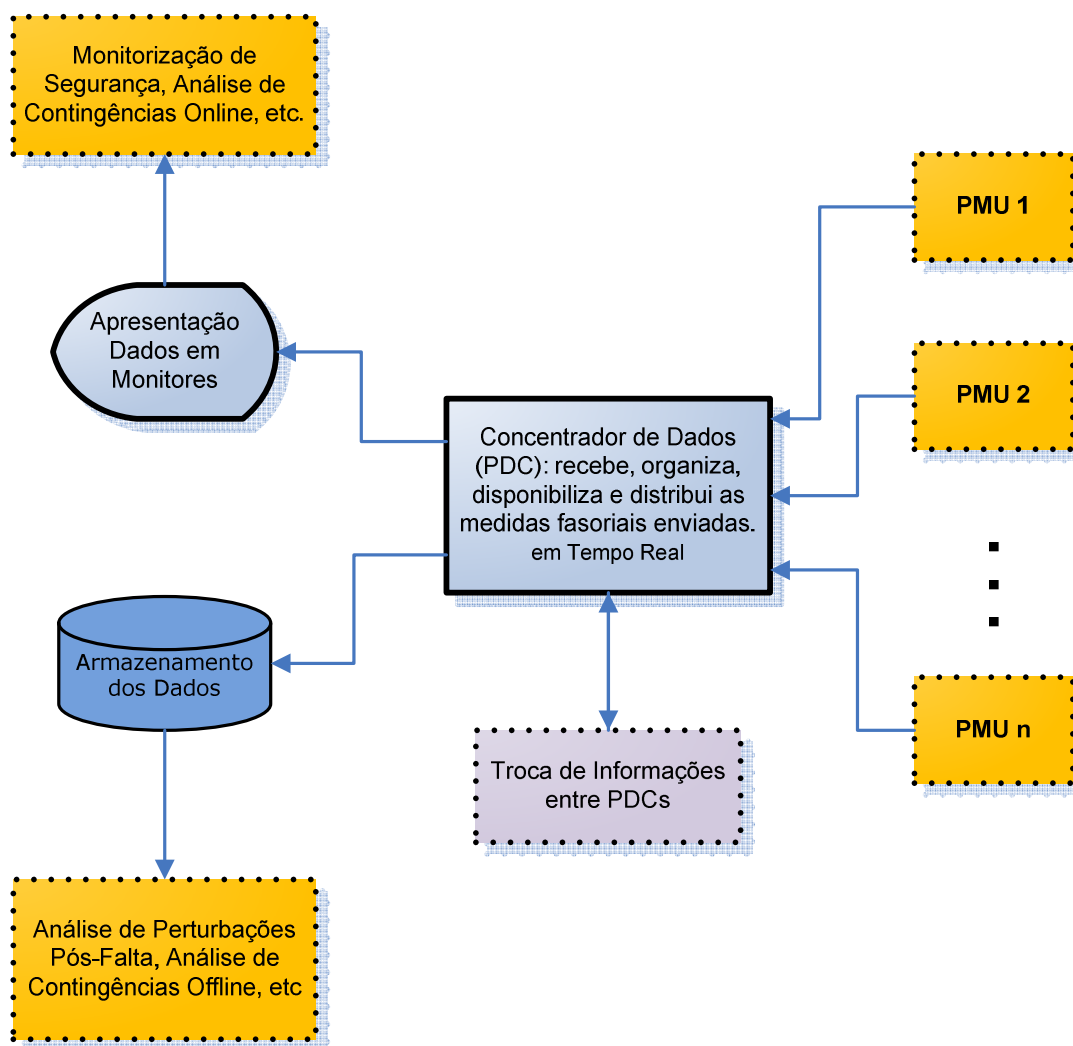 Monitorização de
Segurança, Análise de
Contingências Online, etc.
PMU 1
Apresentação
Dados em
Monitores
PMU 2
Concentrador de Dados
(PDC): recebe, organiza,
disponibiliza e distribui as
medidas fasoriais enviadas.
em Tempo Real
Armazenamento
dos Dados
PMU n
Troca de Informações
entre PDCs
Análise de Perturbações
Pós-Falta, Análise de
Contingências Offline, etc